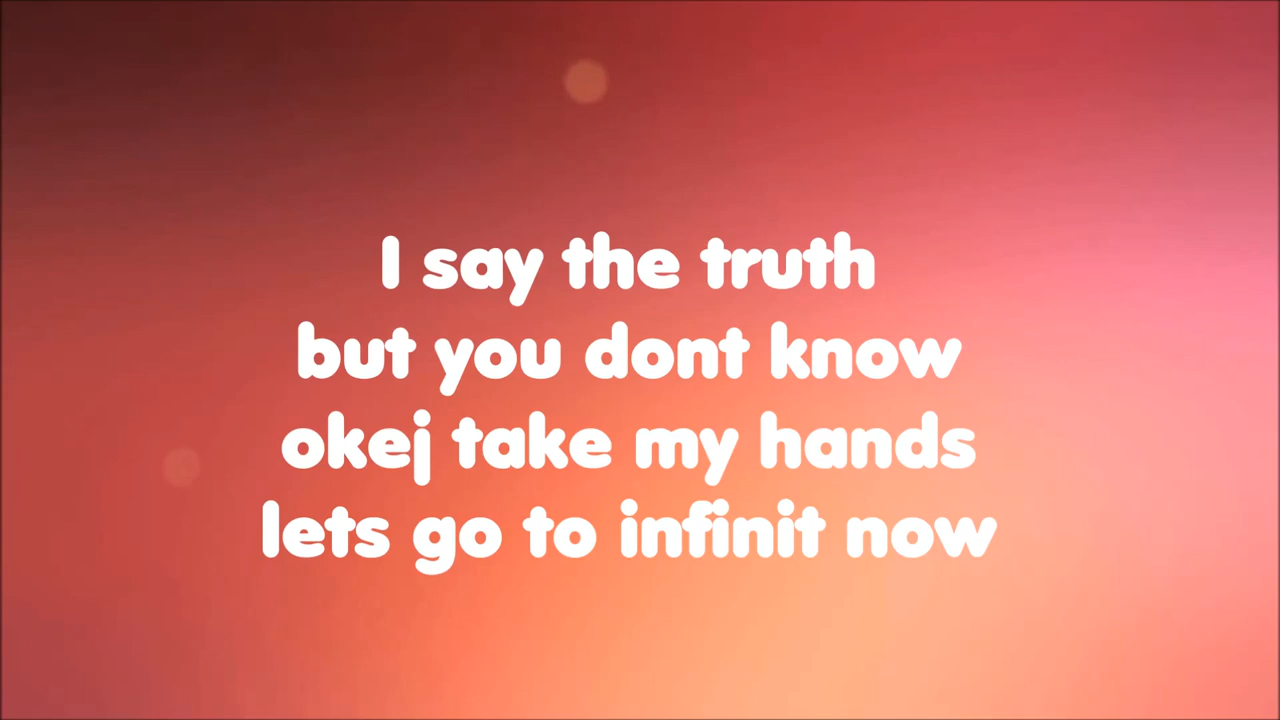 I say the truth
but you dont know
okej take my hands
lets go to infinit now